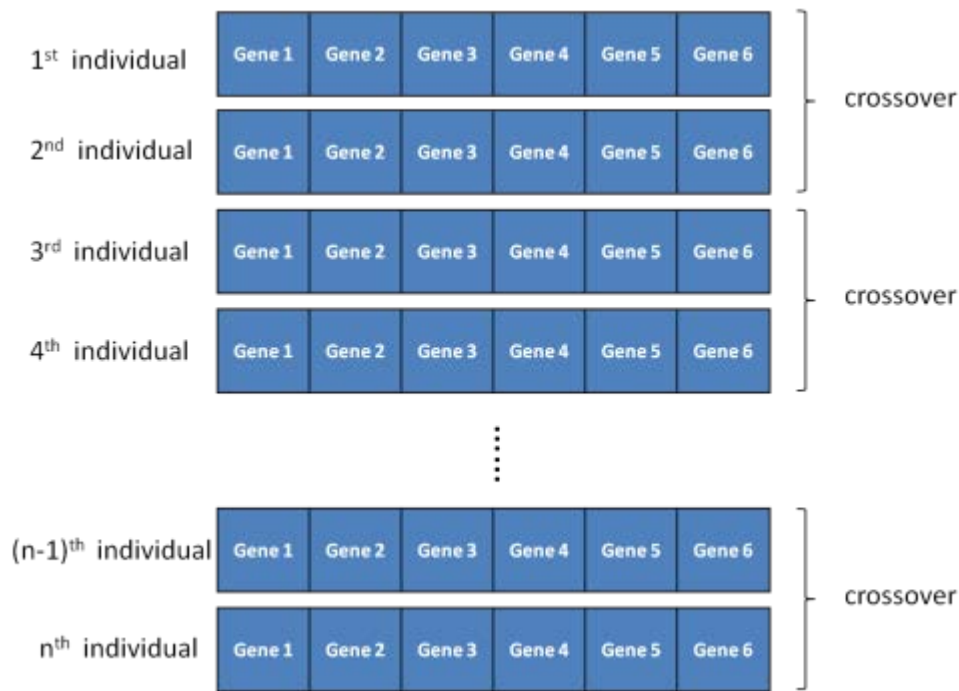 1st individual Gene 1 Gene 2 Gene 3 Gene 4 Gene 5 Gene 6
crossover
2nd individual Gene 1 Gene 2 Gene 3 Gene 4 Gene 5 Gene 6
3rd individual Gene 1 Gene 2 Gene 3 Gene 4 Gene 5 Gene 6
crossover
4th individual Gene 1 Gene 2 Gene 3 Gene 4 Gene 5 Gene 6
(n-1)th individual Gene 1 Gene 2 Gene 3 Gene 4 Gene 5 Gene 6
crossover
nth individual Gene 1 Gene 2 Gene 3 Gene 4 Gene 5 Gene 6